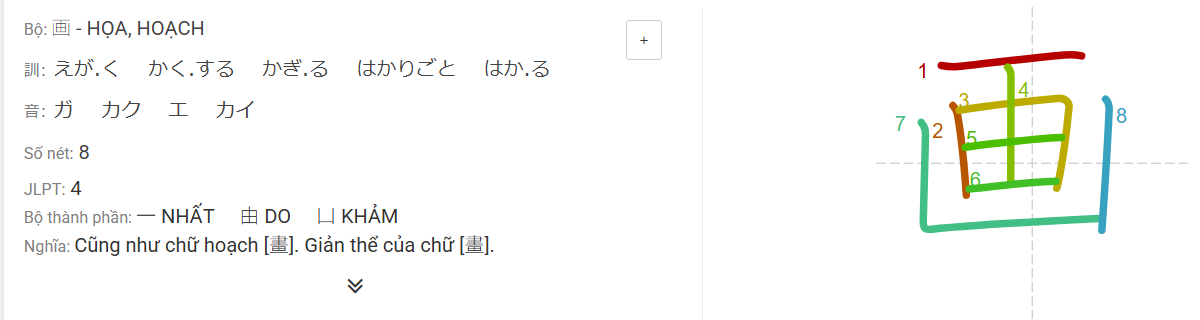 Bộ: 画 - HỌA, HOẠCH
+
訓: えが.く かく.する かぎ.る はかりごと はか.る
音: ガ カク エ カイ
Số nét: 8
JLPT: 4
Bộ thành phần: 一 NHẤT 由 DO 凵 KHẢM
Nghĩa: Cũng như chữ hoạch [畫]. Giản thể của chữ [畫].
画
1
2
3
4
5
6
7
8